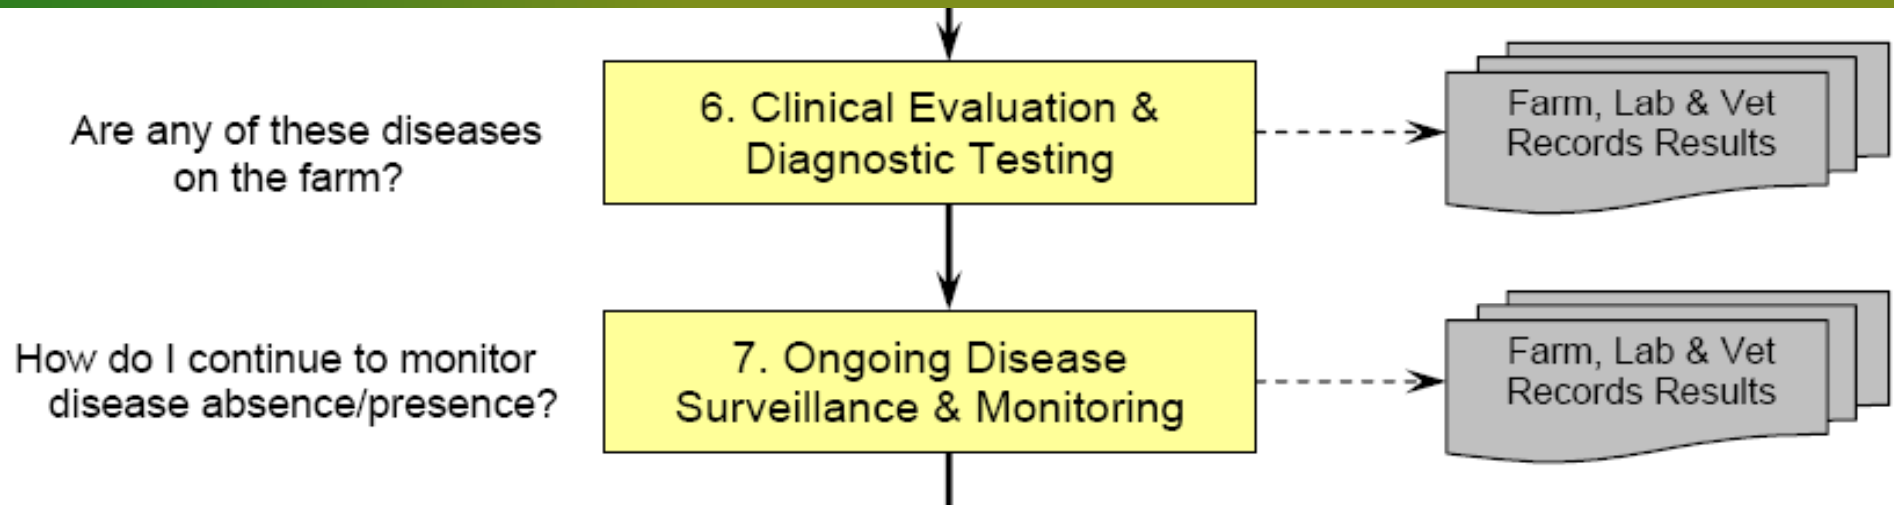 Are any of these diseases
on the farm?
6. Clinical Evaluation &
Diagnostic Testing
Farm, Lab & Vet
Records Results
How do I continue to monitor
disease absence/presence?
7. Ongoing Disease
Surveillance & Monitoring
Farm, Lab & Vet
Records Results